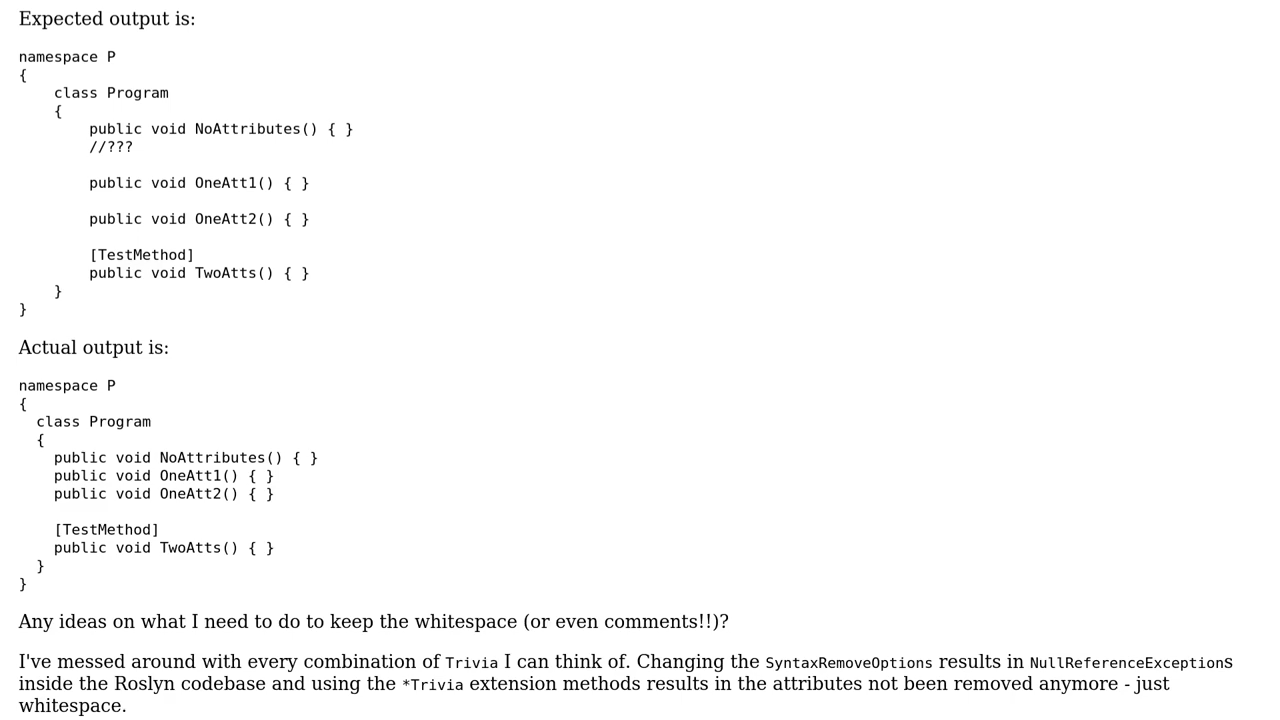 Expected output is:
namespace P
{
    class Program
    {
        public void NoAttributes() { }
        //???

        public void OneAtt1() { }

        public void OneAtt2() { }

        [TestMethod]
        public void TwoAtts() { }
    }
}
Actual output is:
namespace P
{
  class Program
  {
    public void NoAttributes() { }
    public void OneAtt1() { }
    public void OneAtt2() { }

    [TestMethod]
    public void TwoAtts() { }
  }
}
Any ideas on what I need to do to keep the whitespace (or even comments!!)?
I've messed around with every combination of Trivia I can think of. Changing the SyntaxRemoveOptions results in NullReferenceExceptions
inside the Roslyn codebase and using the *Trivia extension methods results in the attributes not been removed anymore - just
whitespace.